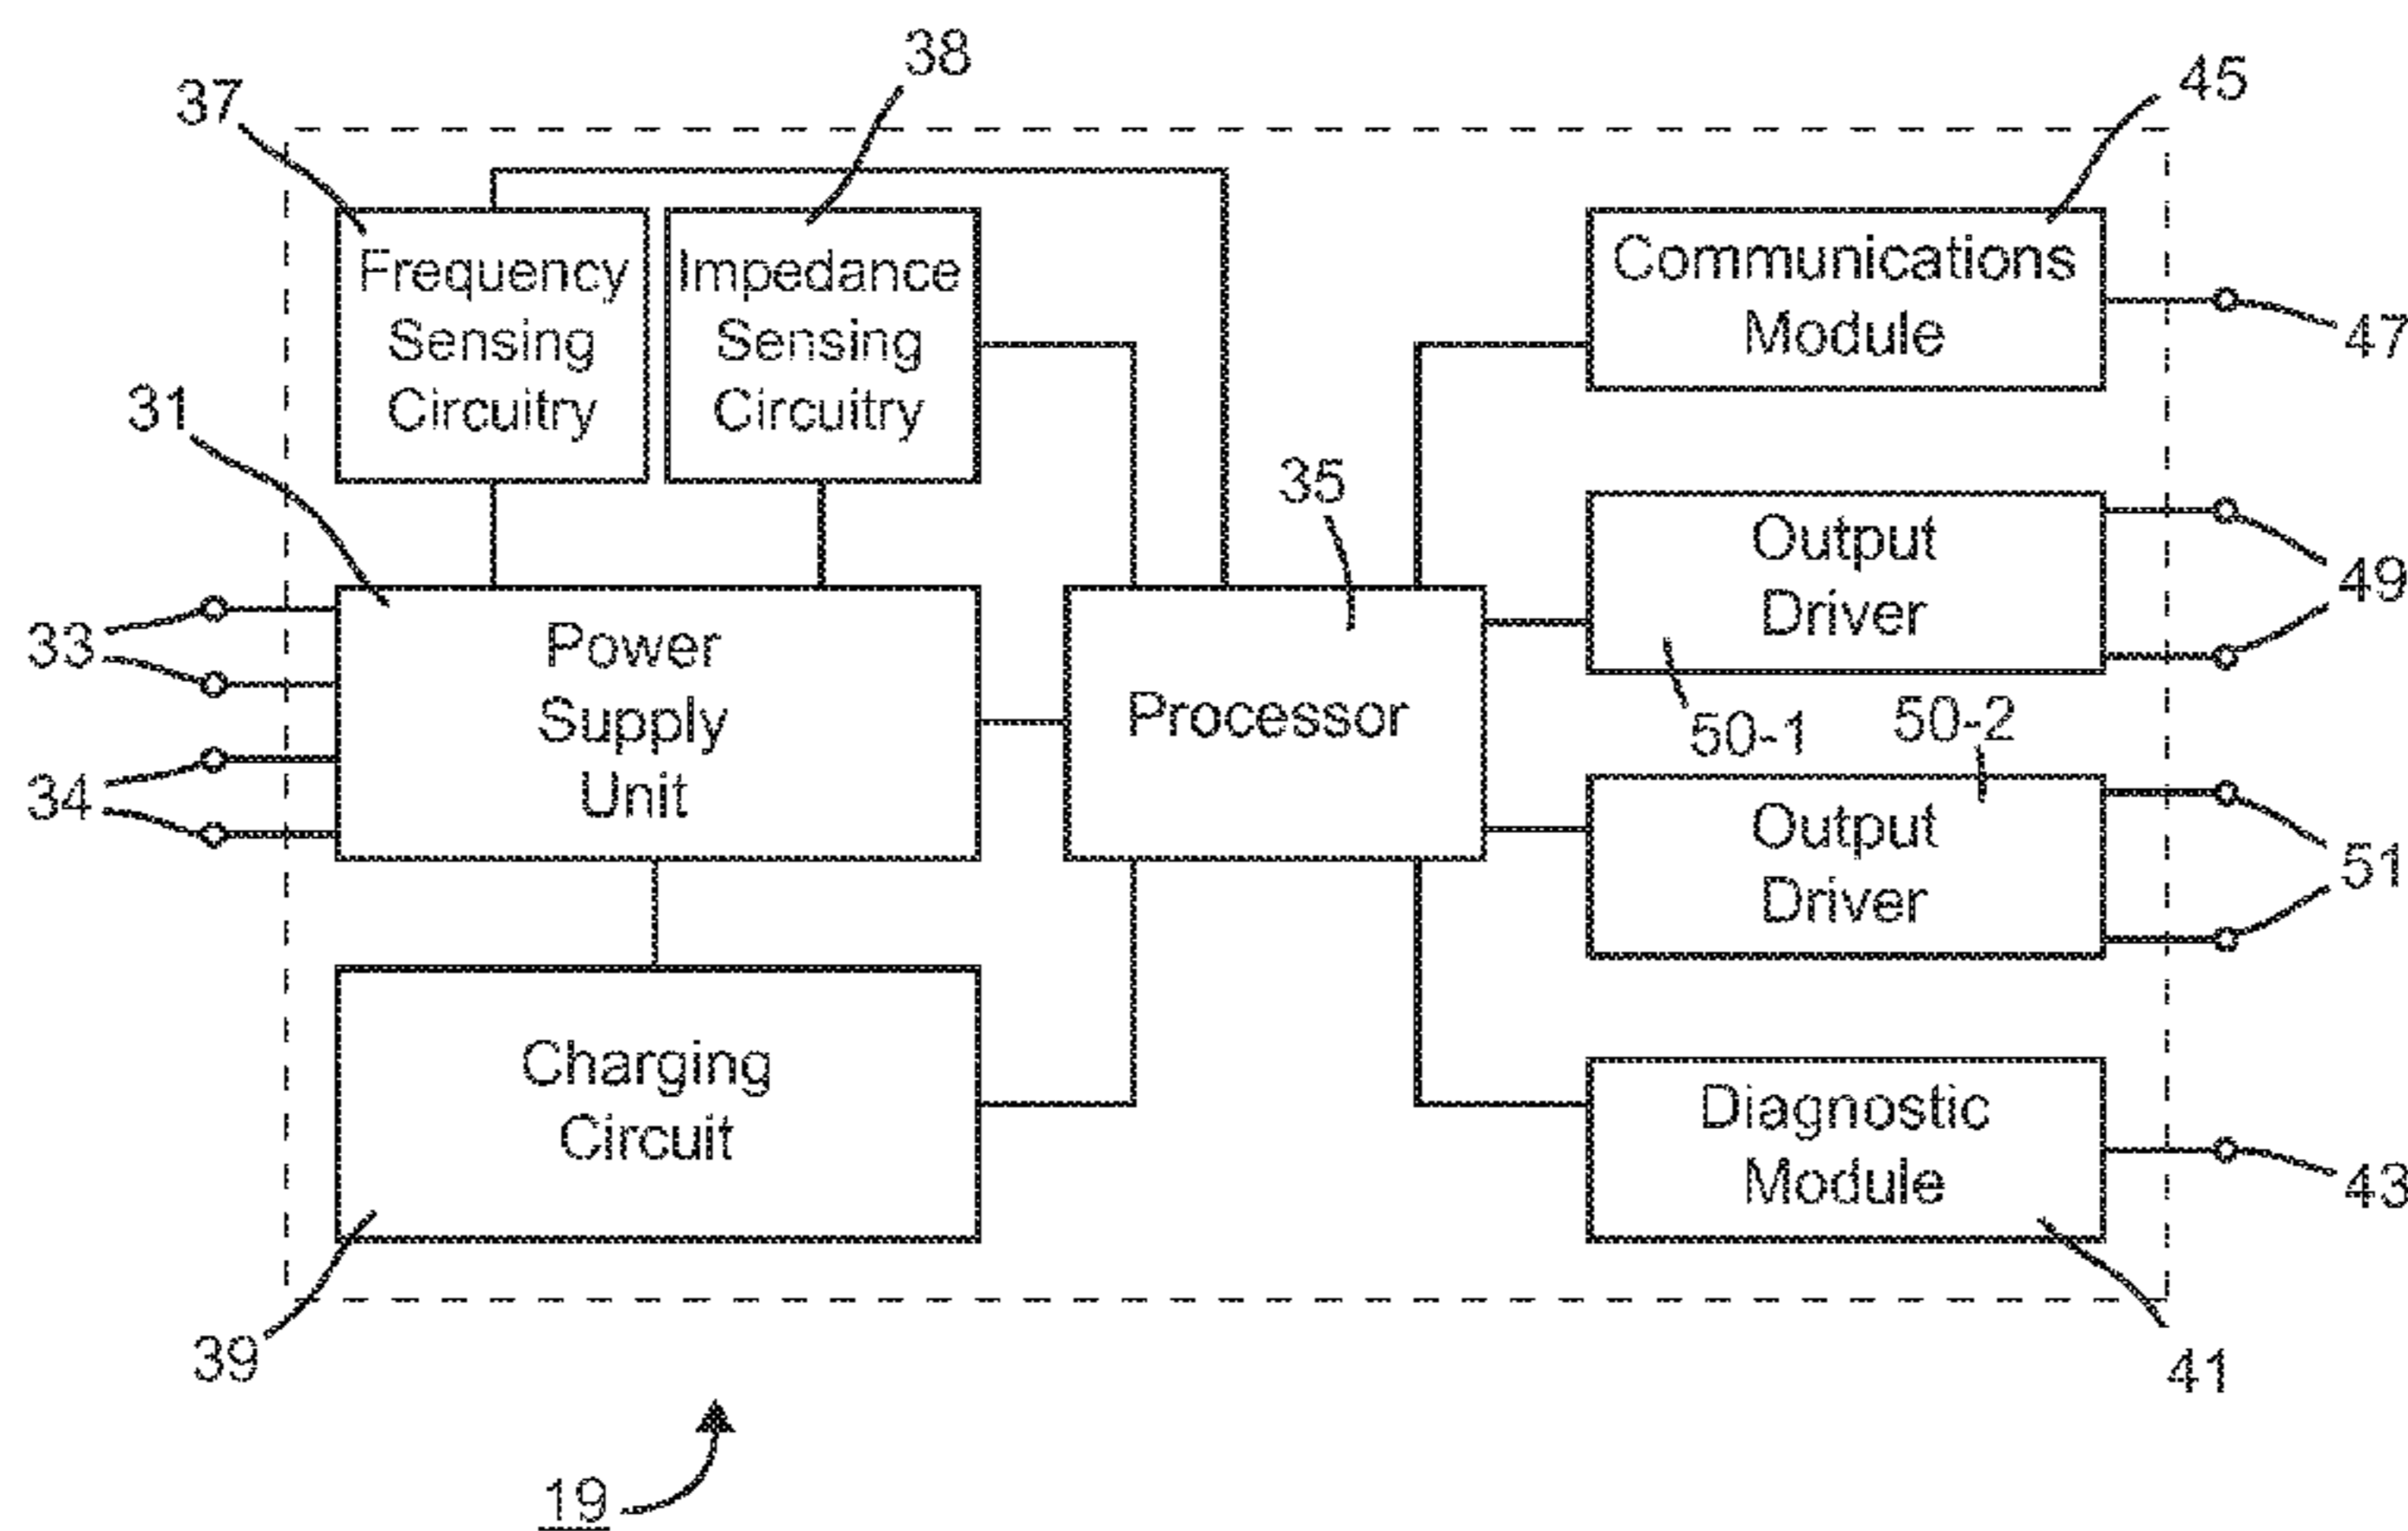 38
45
37
Frequency
Sensing
Circuitry
Impedance
Sensing
Circuitry
Communications
Module
47
31
35
Output
Driver
49
50-1
50-2
33
34
Power
Supply
Unit
Processor
Output
Driver
51
Charging
Circuit
Diagnostic
Module
43
39
41
19